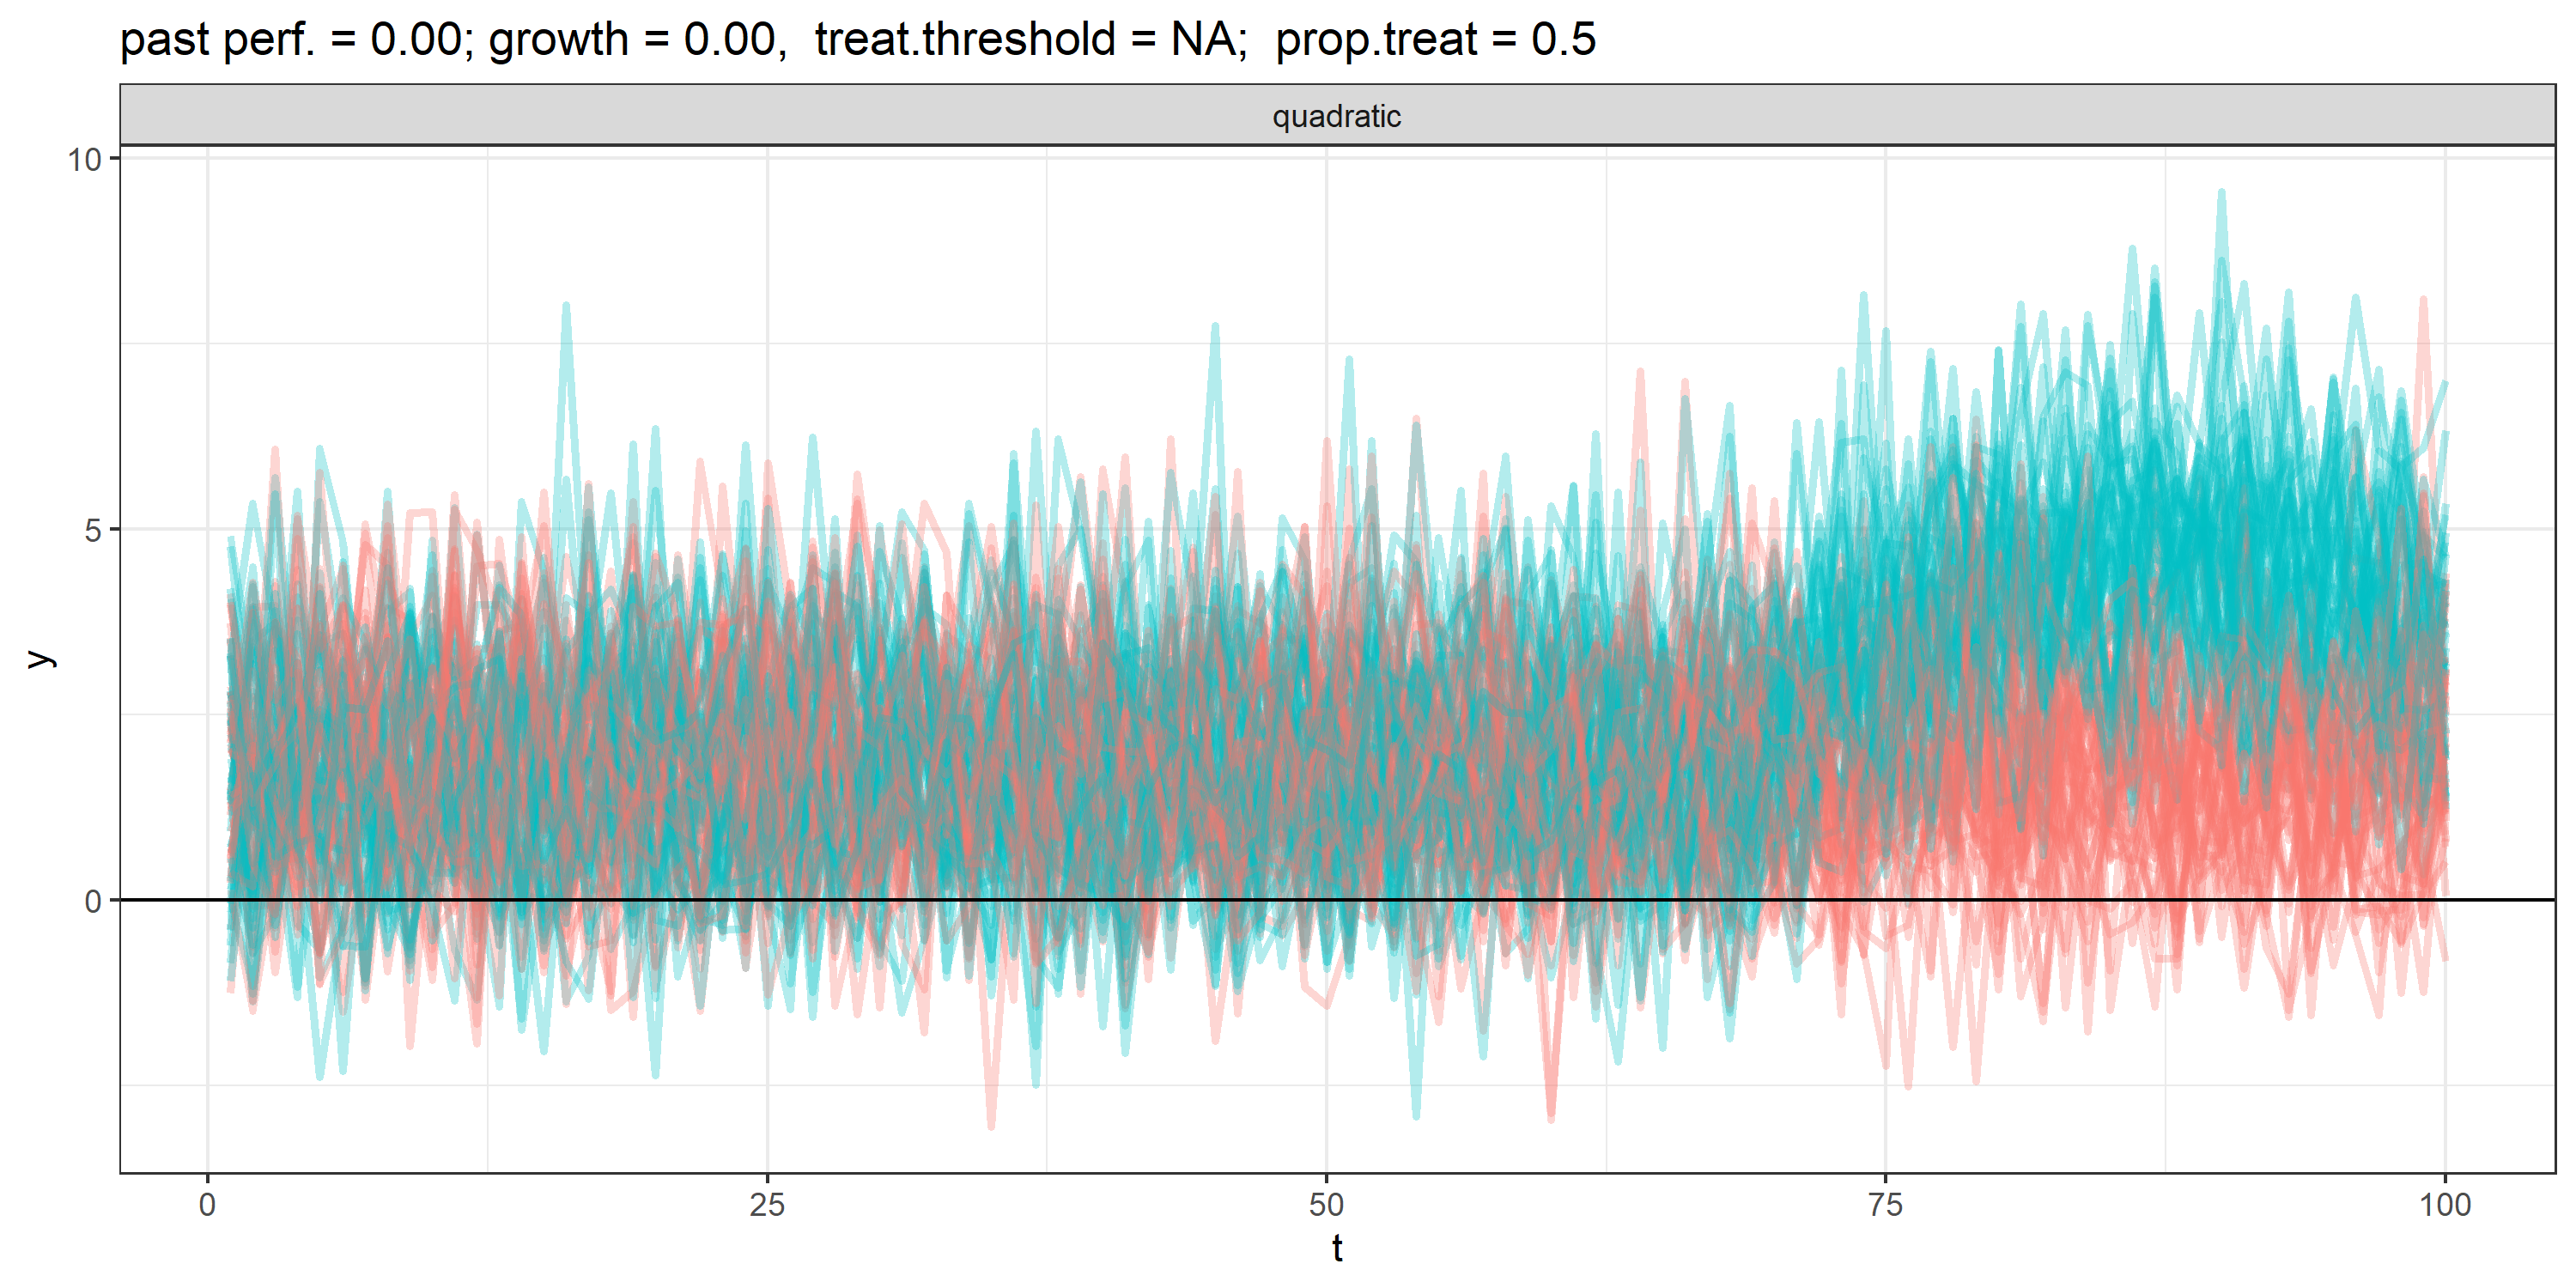 past perf. = 0.00; growth = 0.00,  treat.threshold = NA;  prop.treat = 0.5
quadratic
10
5
0
y
0 25 50 75 100
t